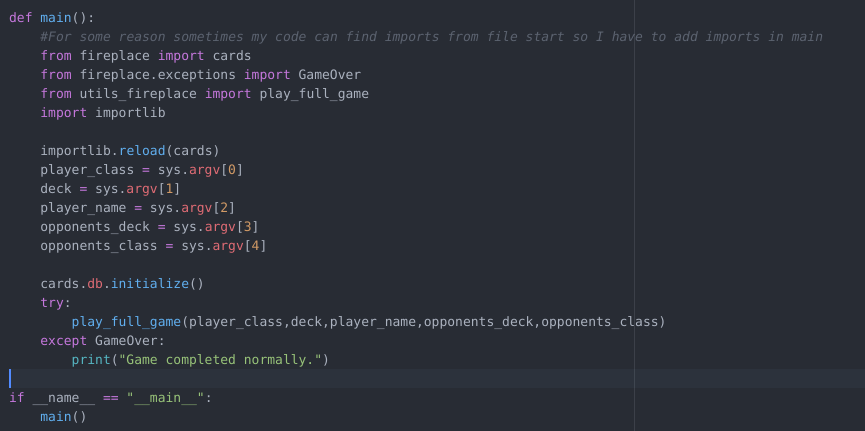 def main():
    #For some reason sometimes my code can find imports from file start so I have to add imports in main
    from fireplace import cards
    from fireplace.exceptions import GameOver
    from utils_fireplace import play_full_game
    import importlib

    importlib.reload(cards)
    player_class = sys.argv[0]
    deck = sys.argv[1]
    player_name = sys.argv[2]
    opponents_deck = sys.argv[3]
    opponents_class = sys.argv[4]

    cards.db.initialize()
    try:
        play_full_game(player_class,deck,player_name,opponents_deck,opponents_class)
    except GameOver:
        print("Game completed normally.")

if __name__ == "__main__":
    main()